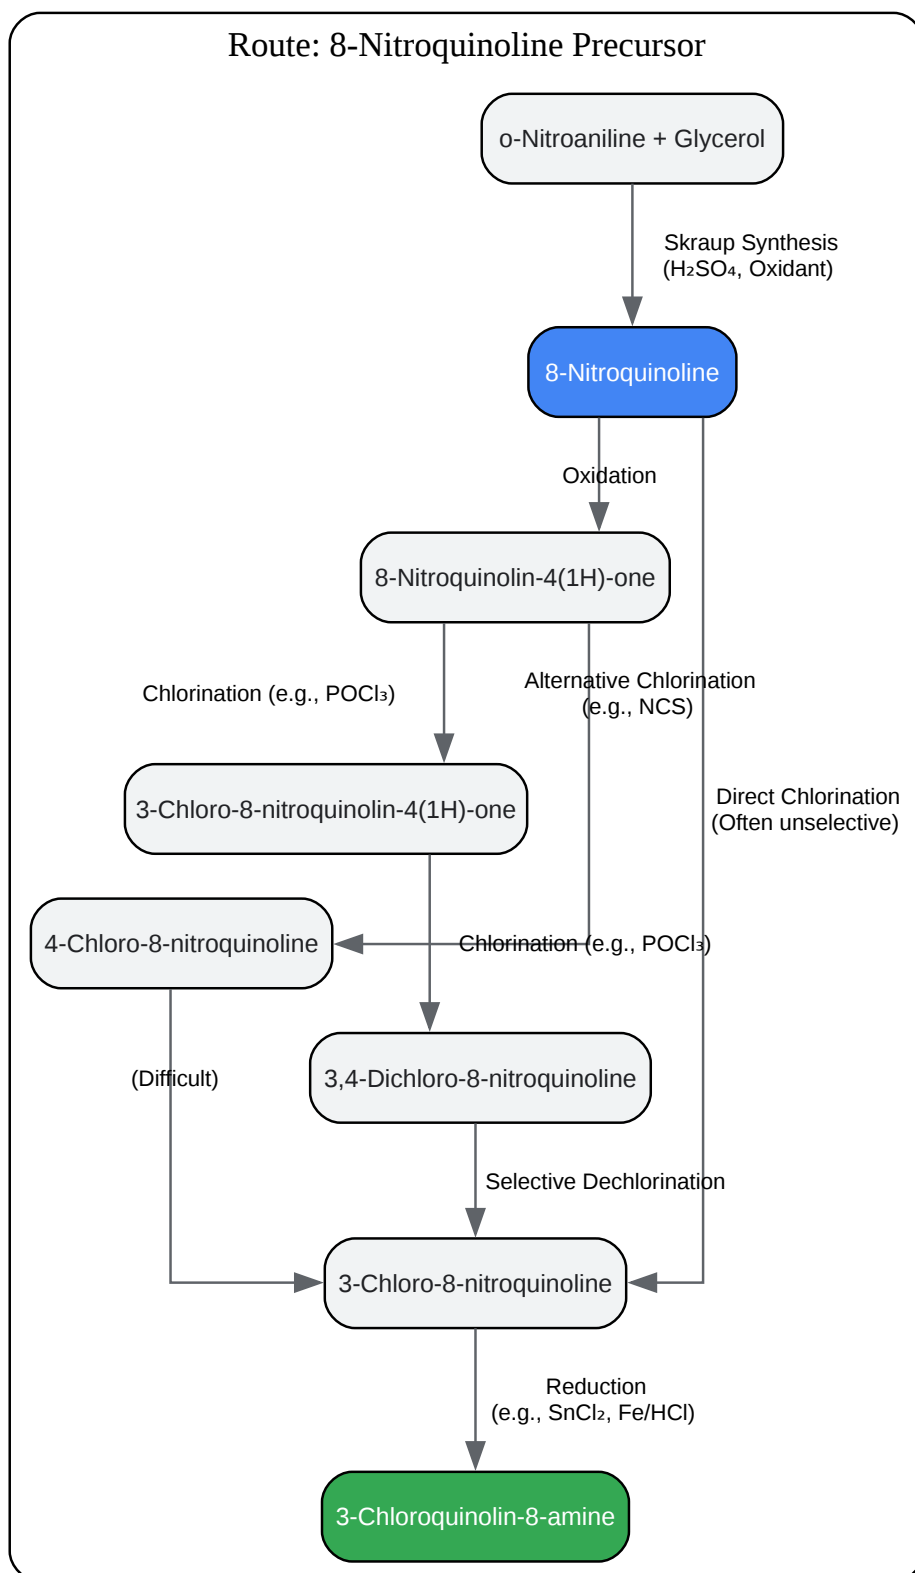 Route: 8-Nitroquinoline Precursor
o-Nitroaniline + Glycerol
Skraup Synthesis
(H₂SO₄, Oxidant)
8-Nitroquinoline
Oxidation
8-Nitroquinolin-4(1H)-one
Chlorination (e.g., POCl₃)
Alternative Chlorination
(e.g., NCS)
3-Chloro-8-nitroquinolin-4(1H)-one
Direct Chlorination
(Often unselective)
4-Chloro-8-nitroquinoline
Chlorination (e.g., POCl₃)
(Difficult)
3,4-Dichloro-8-nitroquinoline
Selective Dechlorination
3-Chloro-8-nitroquinoline
Reduction
(e.g., SnCl₂, Fe/HCl)
3-Chloroquinolin-8-amine